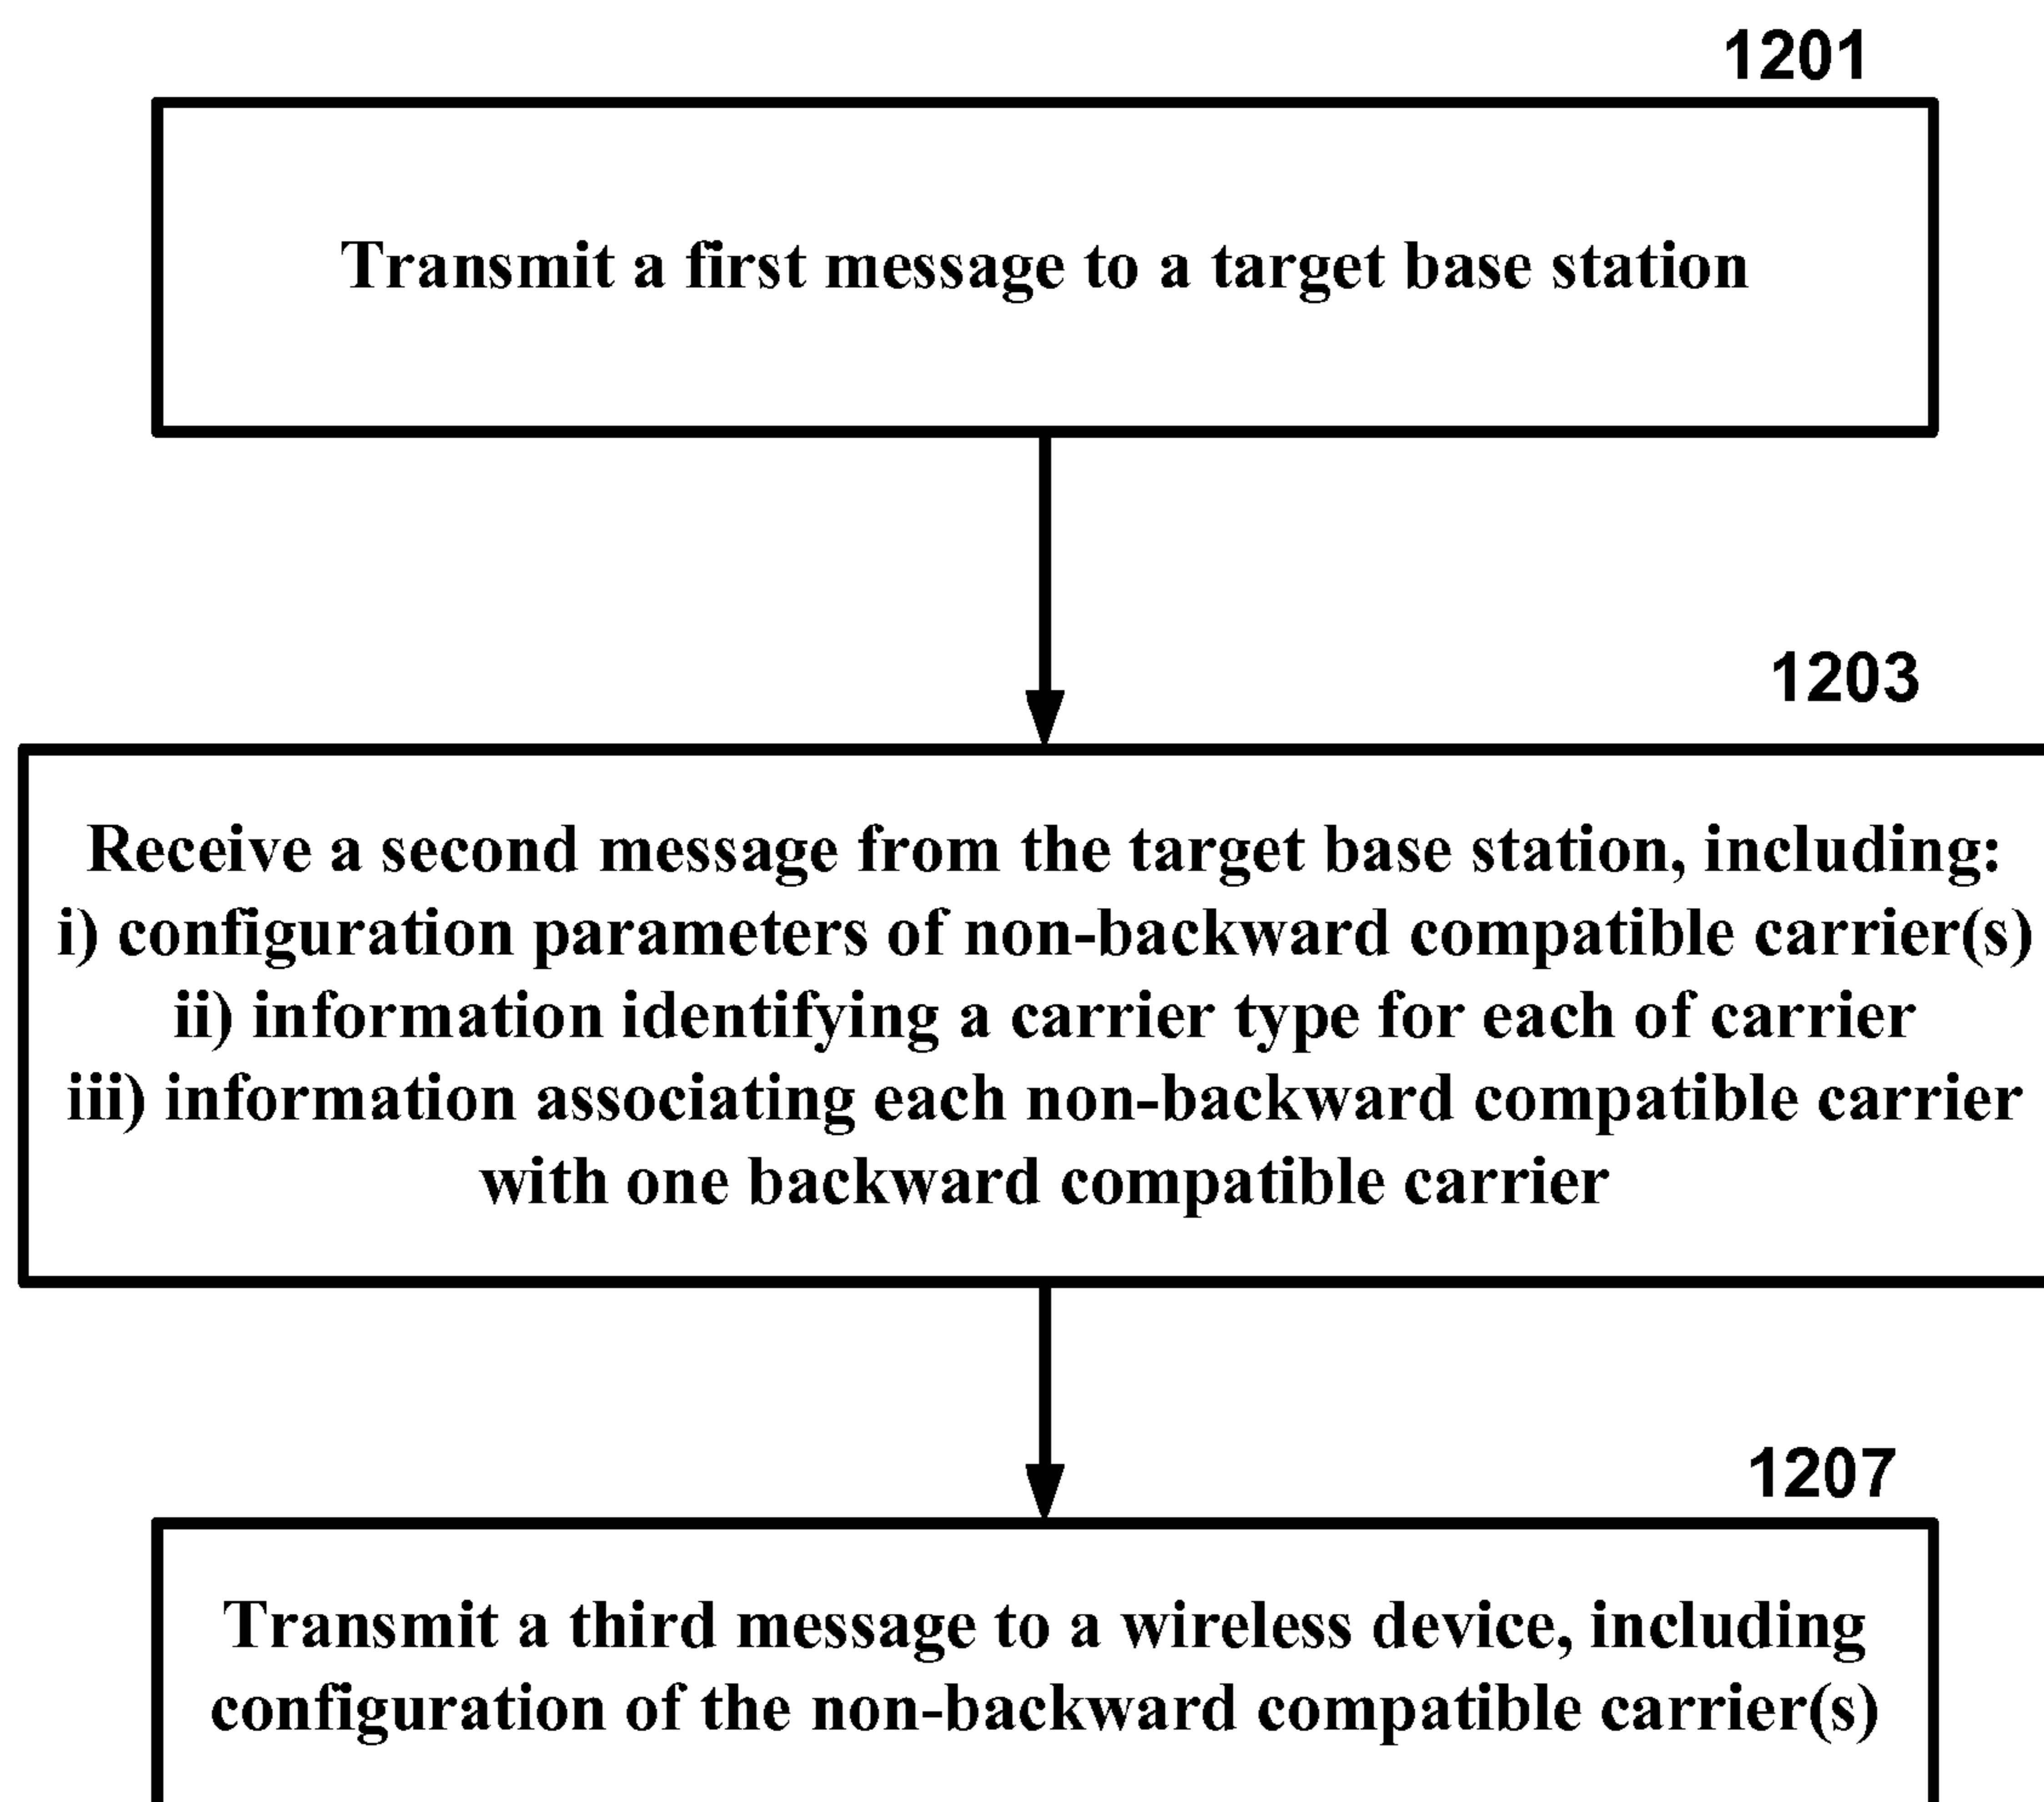 1201
Transmit a first message to a target base station
1203
Receive a second message from the target base station, including:
i) configuration parameters of non-backward compatible carrier(s)
ii) information identifying a carrier type for each of carrier
iii) information associating each non-backward compatible carrier
with one backward compatible carrier
1207
Transmit a third message to a wireless device, including
configuration of the non-backward compatible carrier(s)